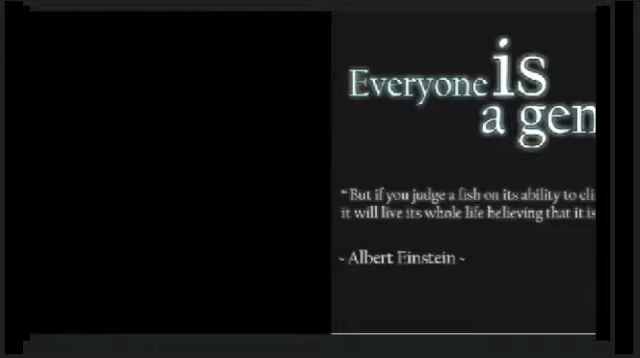 Everyone is
a gen
“But if you judge a fish on its ability to cli
it will live its whole life believing that it is
~ Albert Einstein ~